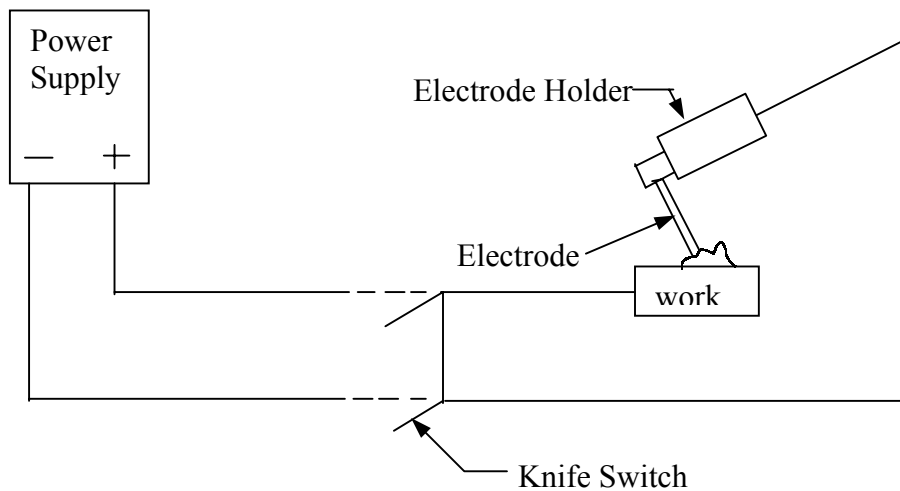 Power
Supply
— +
Electrode Holder
Electrode
work
Knife Switch